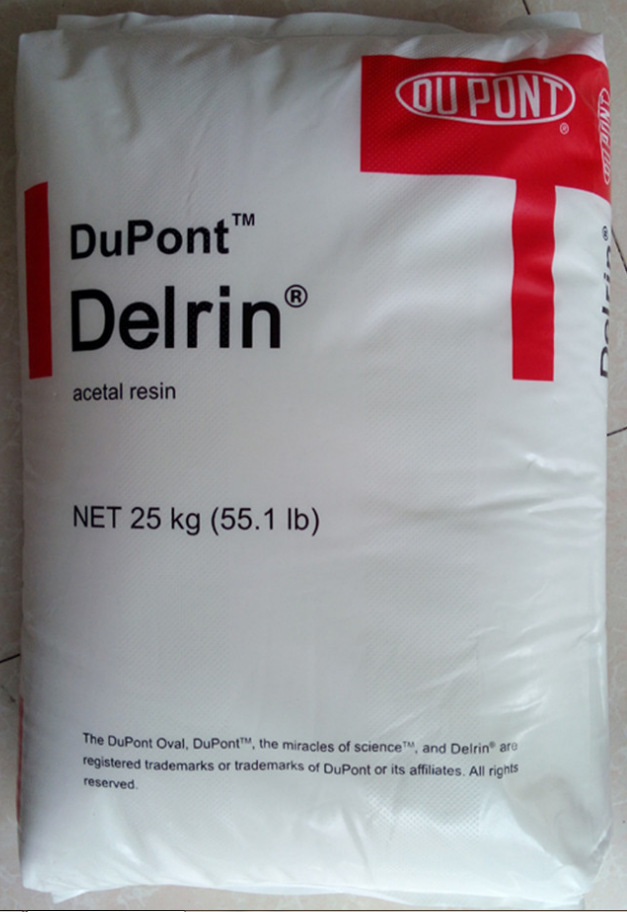 DU PONT
®
DuPont™
Delrin®
acetal resin
NET 25 kg (55.1 lb)
The DuPont Oval, DuPont™, the miracles of science™, and Delrin® are
registered trademarks or trademarks of DuPont or its affiliates. All rights
reserved.
Delrin®